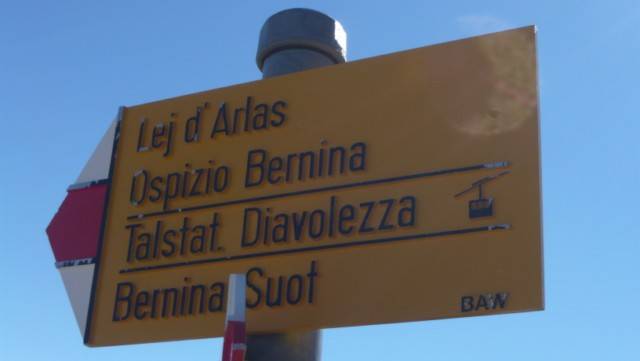 Lej d'Arlas
Ospizio Bernina
Talstat. Diavolezza
Bernina Suot
BAW